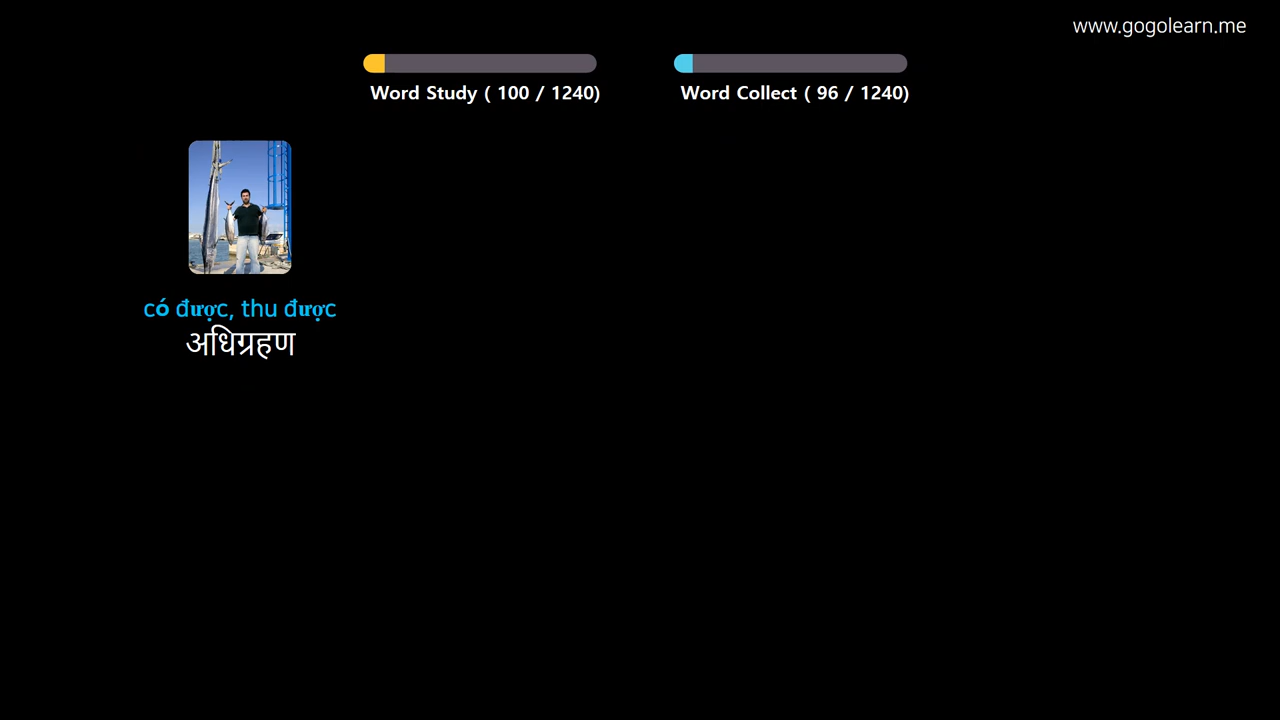 www.gogolearn.me
Word Study ( 100 / 1240)
Word Collect ( 96 / 1240)
có được, thu được
अधिग्रहण